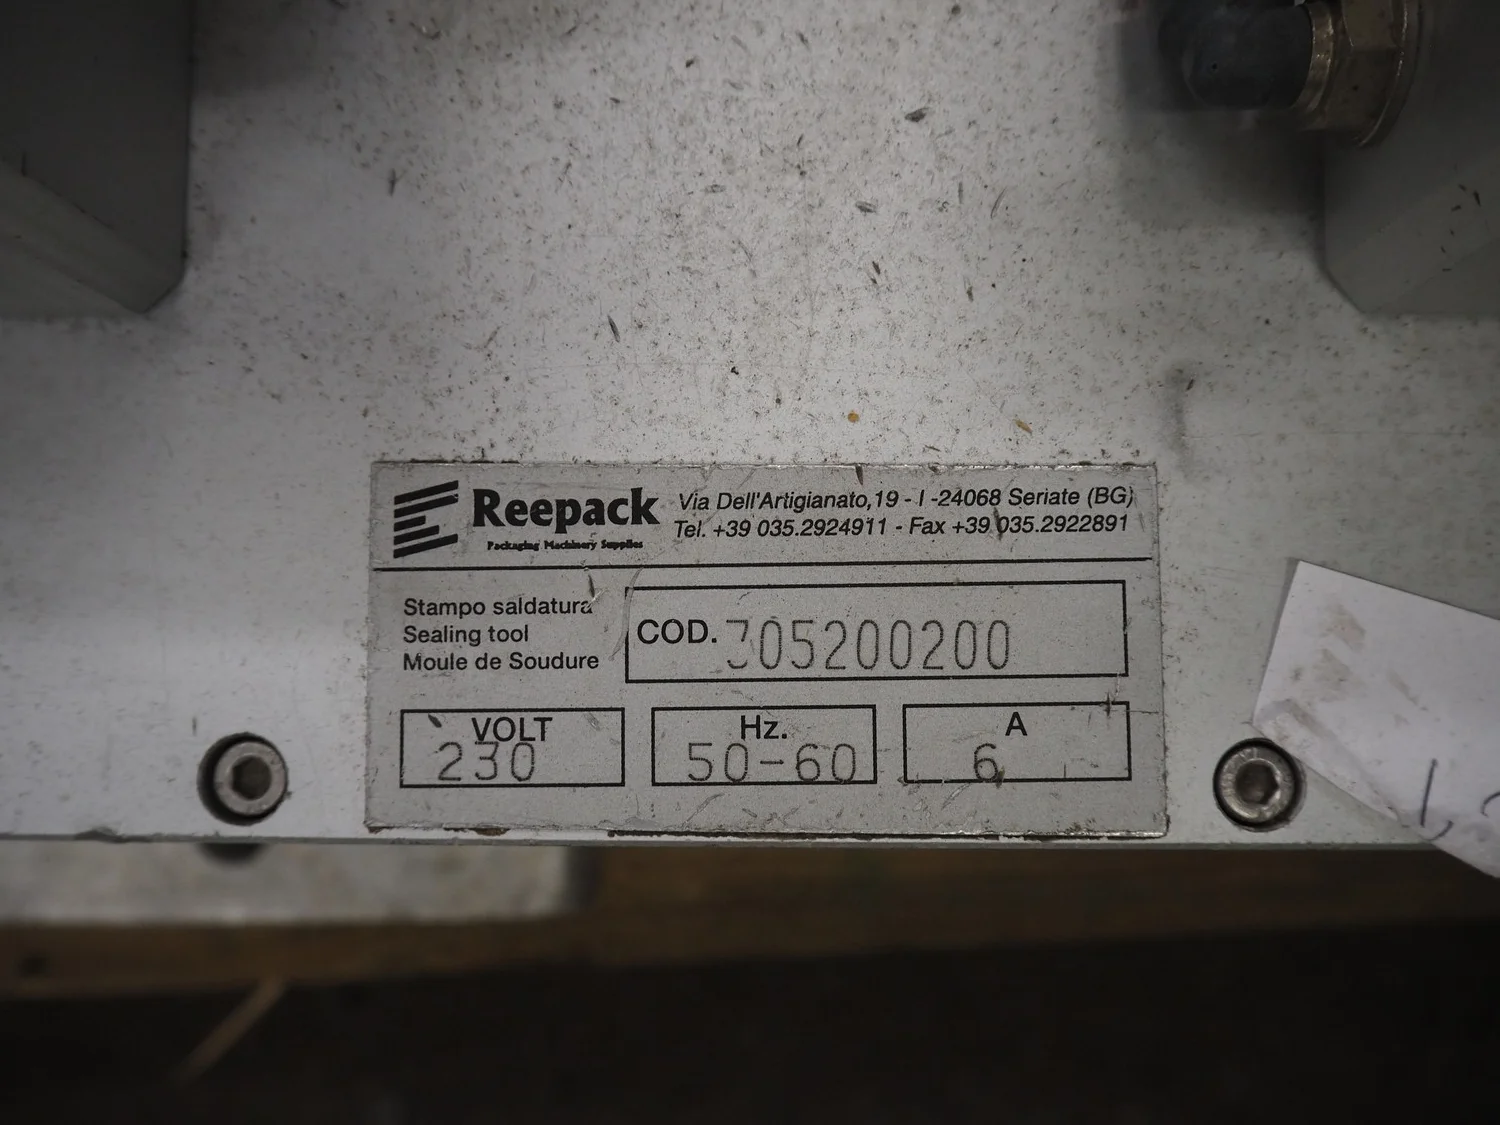 Reepack
Packaging Machinery Supplies
Via Dell'Artigianato,19 - I -24068 Seriate (BG)
Tel. +39 035.2924911 - Fax +39 035.2922891
Stampo saldatura
Sealing tool
Moule de Soudure
COD. 305200200
VOLT
230
Hz.
50-60
A
6